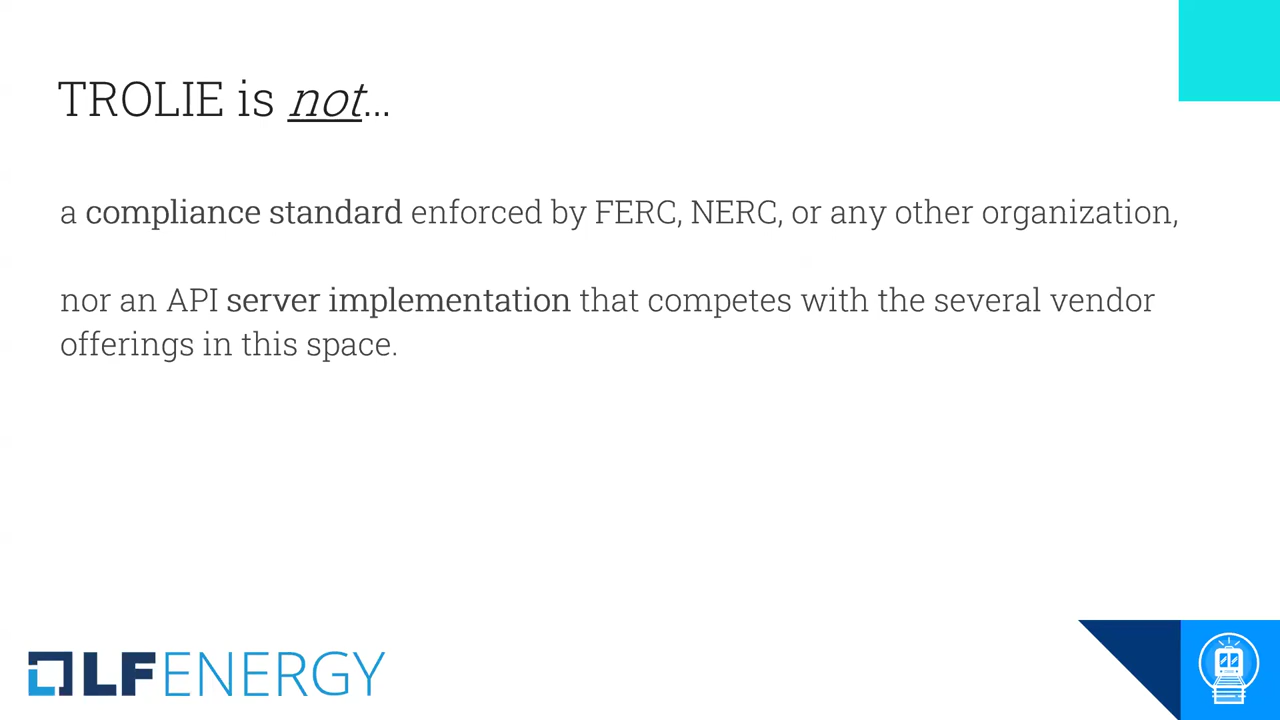 TROLIE is not...
a compliance standard enforced by FERC, NERC, or any other organization,
nor an API server implementation that competes with the several vendor
offerings in this space.
LFENERGY